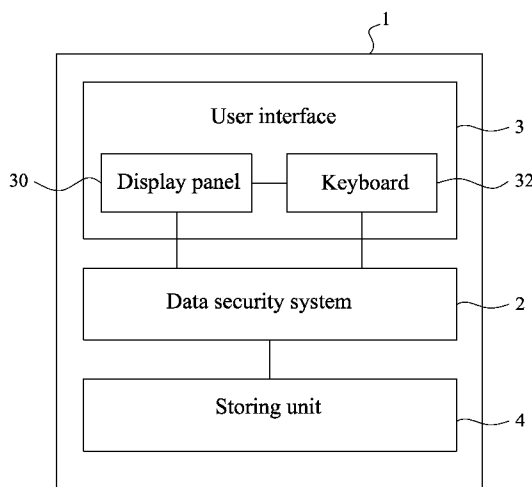 1
User interface
3
30
Display panel
Keyboard
32
Data security system
2
Storing unit
4